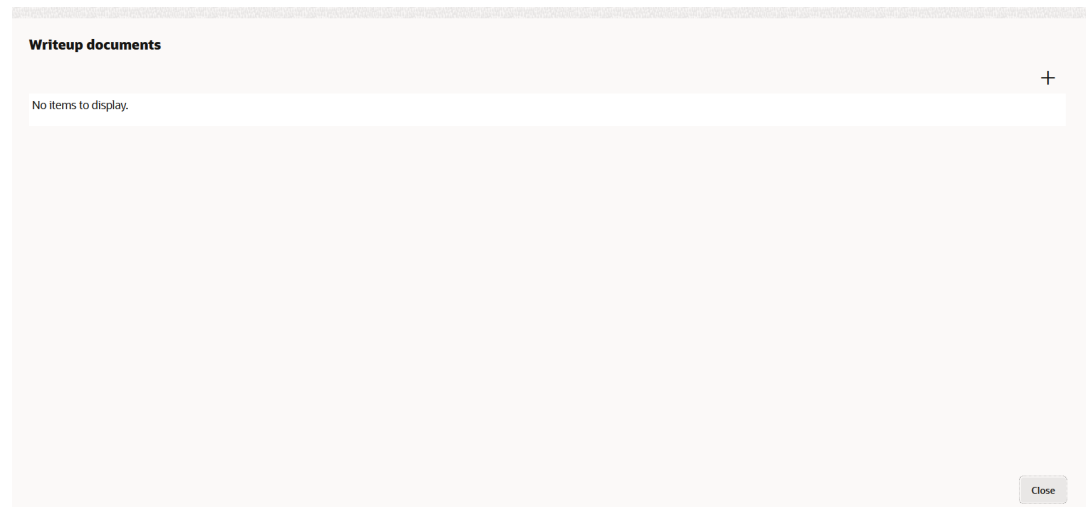 Writeup documents
+
No items to display.
Close